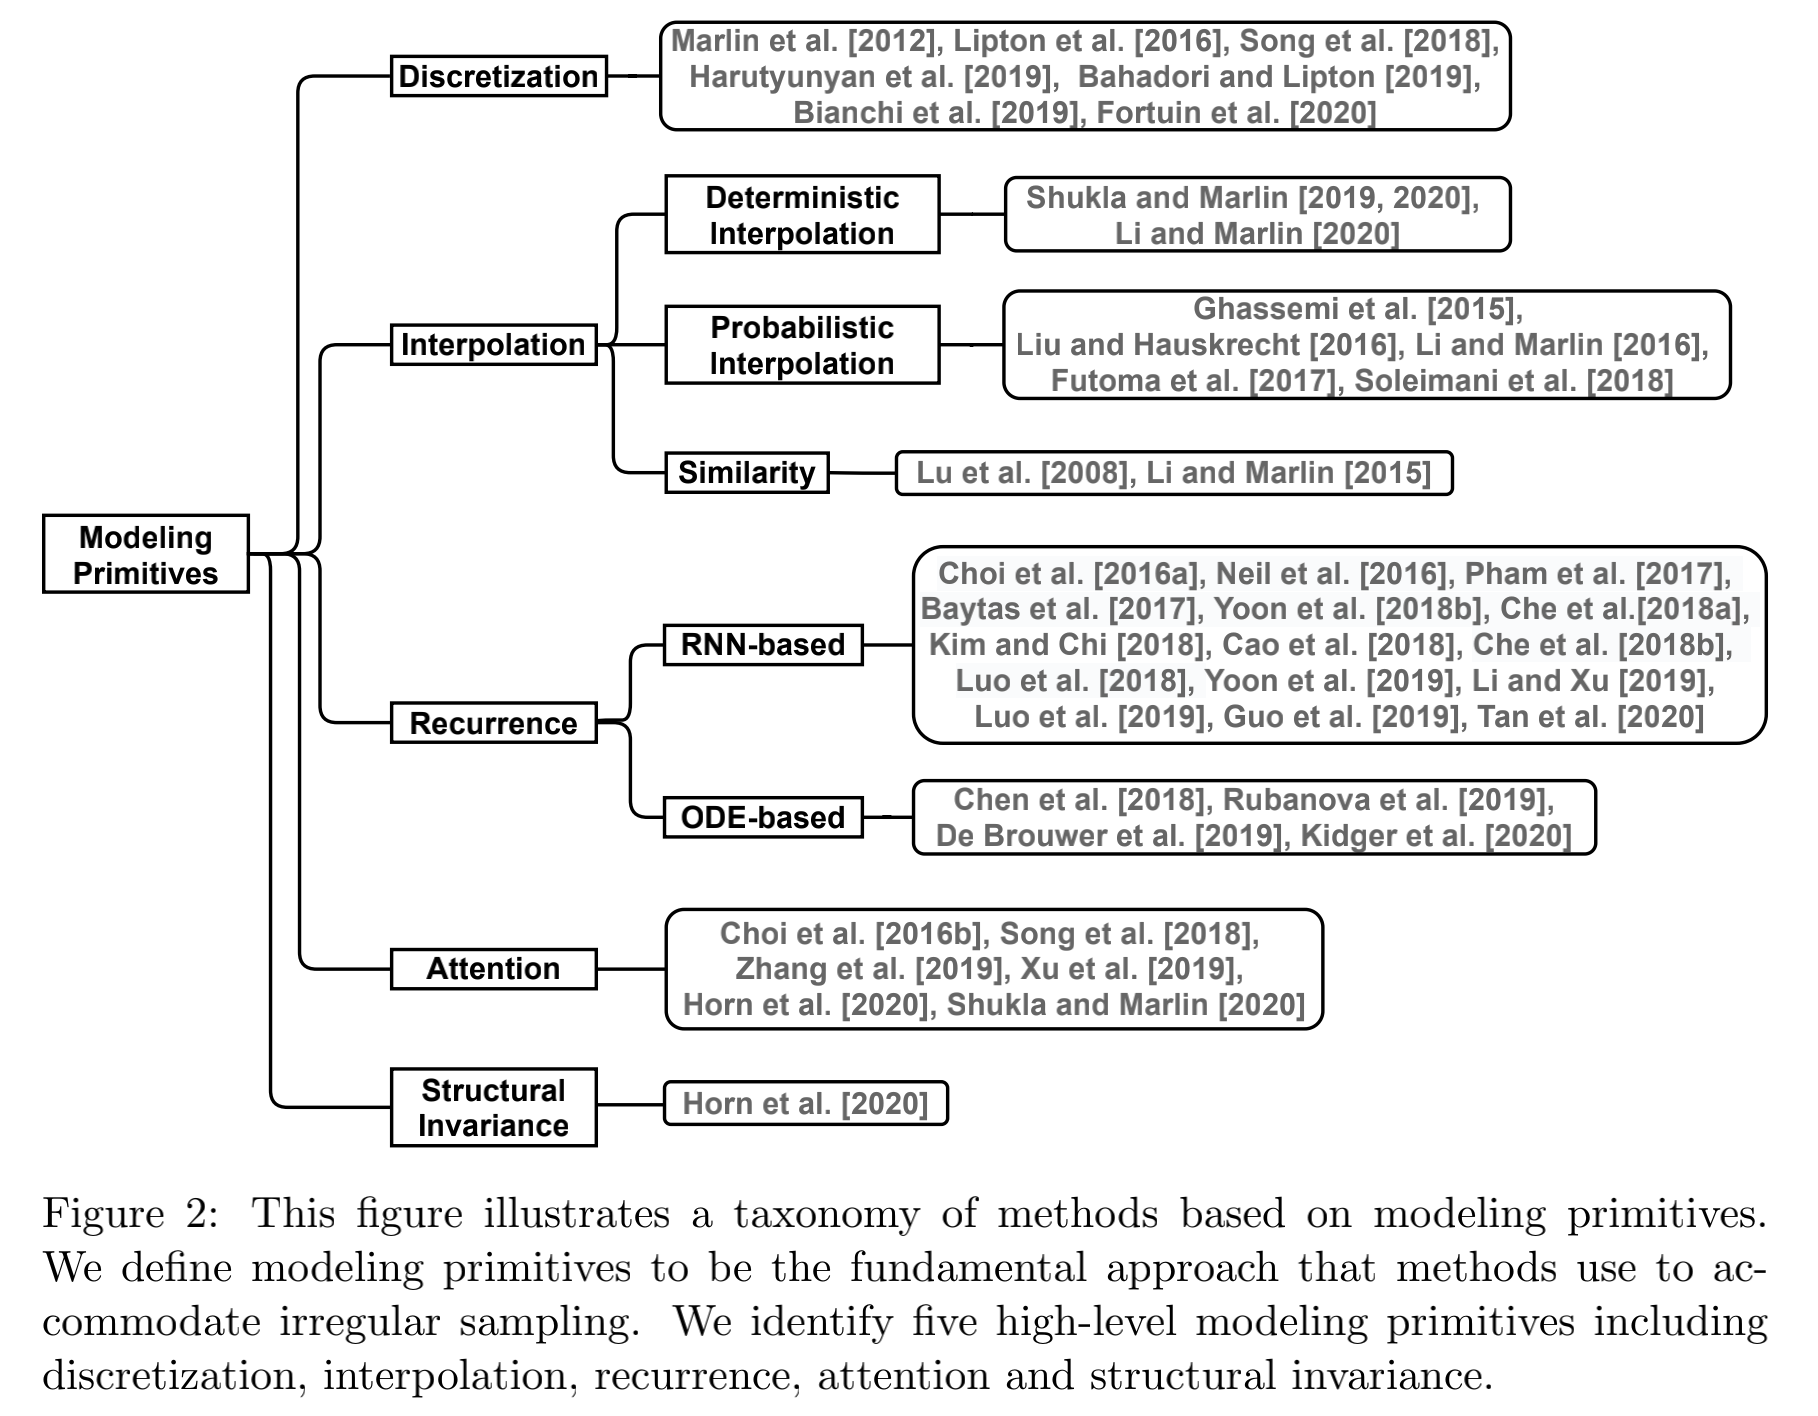 Discretization
Marlin et al. [2012], Lipton et al. [2016], Song et al. [2018],
Harutyunyan et al. [2019], Bahadori and Lipton [2019],
Bianchi et al. [2019], Fortuin et al. [2020]
Interpolation
Deterministic
Interpolation
Shukla and Marlin [2019, 2020],
Li and Marlin [2020]
Probabilistic
Interpolation
Ghassemi et al. [2015],
Liu and Hauskrecht [2016], Li and Marlin [2016],
Futoma et al. [2017], Soleimani et al. [2018]
Similarity
Lu et al. [2008], Li and Marlin [2015]
Modeling
Primitives
Recurrence
RNN-based
Choi et al. [2016a], Neil et al. [2016], Pham et al. [2017],
Baytas et al. [2017], Yoon et al. [2018b], Che et al.[2018a],
Kim and Chi [2018], Cao et al. [2018], Che et al. [2018b],
Luo et al. [2018], Yoon et al. [2019], Li and Xu [2019],
Luo et al. [2019], Guo et al. [2019], Tan et al. [2020]
ODE-based
Chen et al. [2018], Rubanova et al. [2019],
De Brouwer et al. [2019], Kidger et al. [2020]
Attention
Choi et al. [2016b], Song et al. [2018],
Zhang et al. [2019], Xu et al. [2019],
Horn et al. [2020], Shukla and Marlin [2020]
Structural
Invariance
Horn et al. [2020]
Figure 2: This figure illustrates a taxonomy of methods based on modeling primitives.
We define modeling primitives to be the fundamental approach that methods use to ac-
commodate irregular sampling. We identify five high-level modeling primitives including
discretization, interpolation, recurrence, attention and structural invariance.